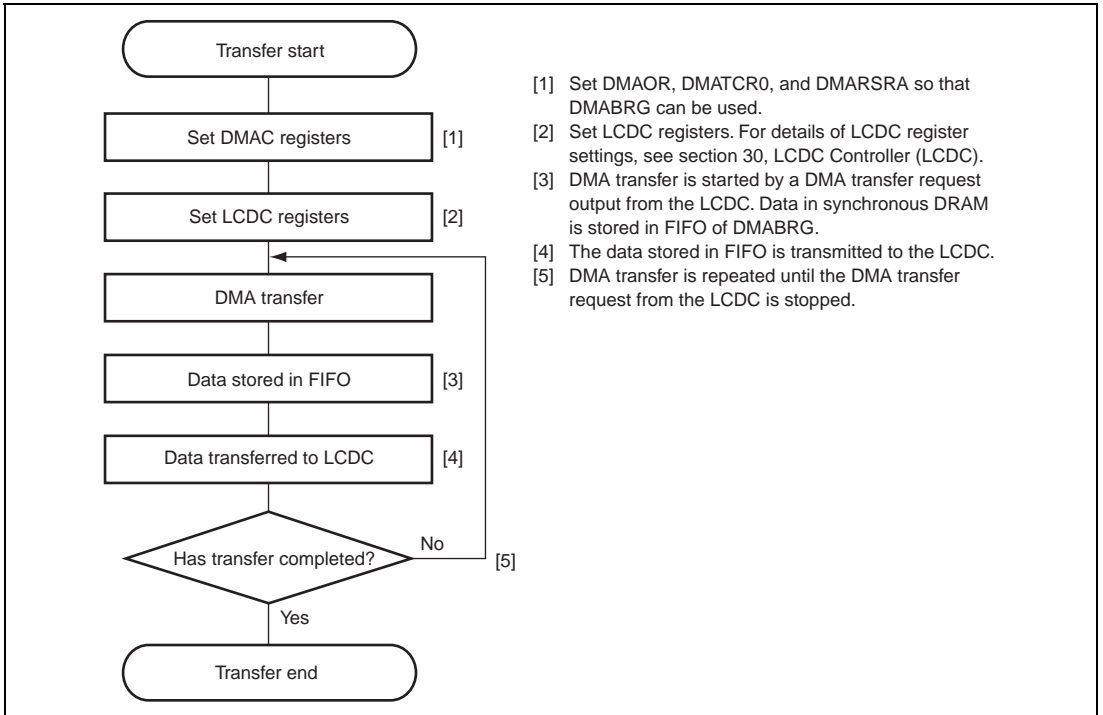 Transfer start
Set DMAC registers
[1]
Set LCDC registers
[2]
DMA transfer
Data stored in FIFO
[3]
Data transferred to LCDC
[4]
Has transfer completed?
No
[5]
Yes
Transfer end
[1] Set DMAOR, DMATCR0, and DMARSRA so that
DMABRG can be used.
[2] Set LCDC registers. For details of LCDC register
settings, see section 30, LCDC Controller (LCDC).
[3] DMA transfer is started by a DMA transfer request
output from the LCDC. Data in synchronous DRAM
is stored in FIFO of DMABRG.
[4] The data stored in FIFO is transmitted to the LCDC.
[5] DMA transfer is repeated until the DMA transfer
request from the LCDC is stopped.